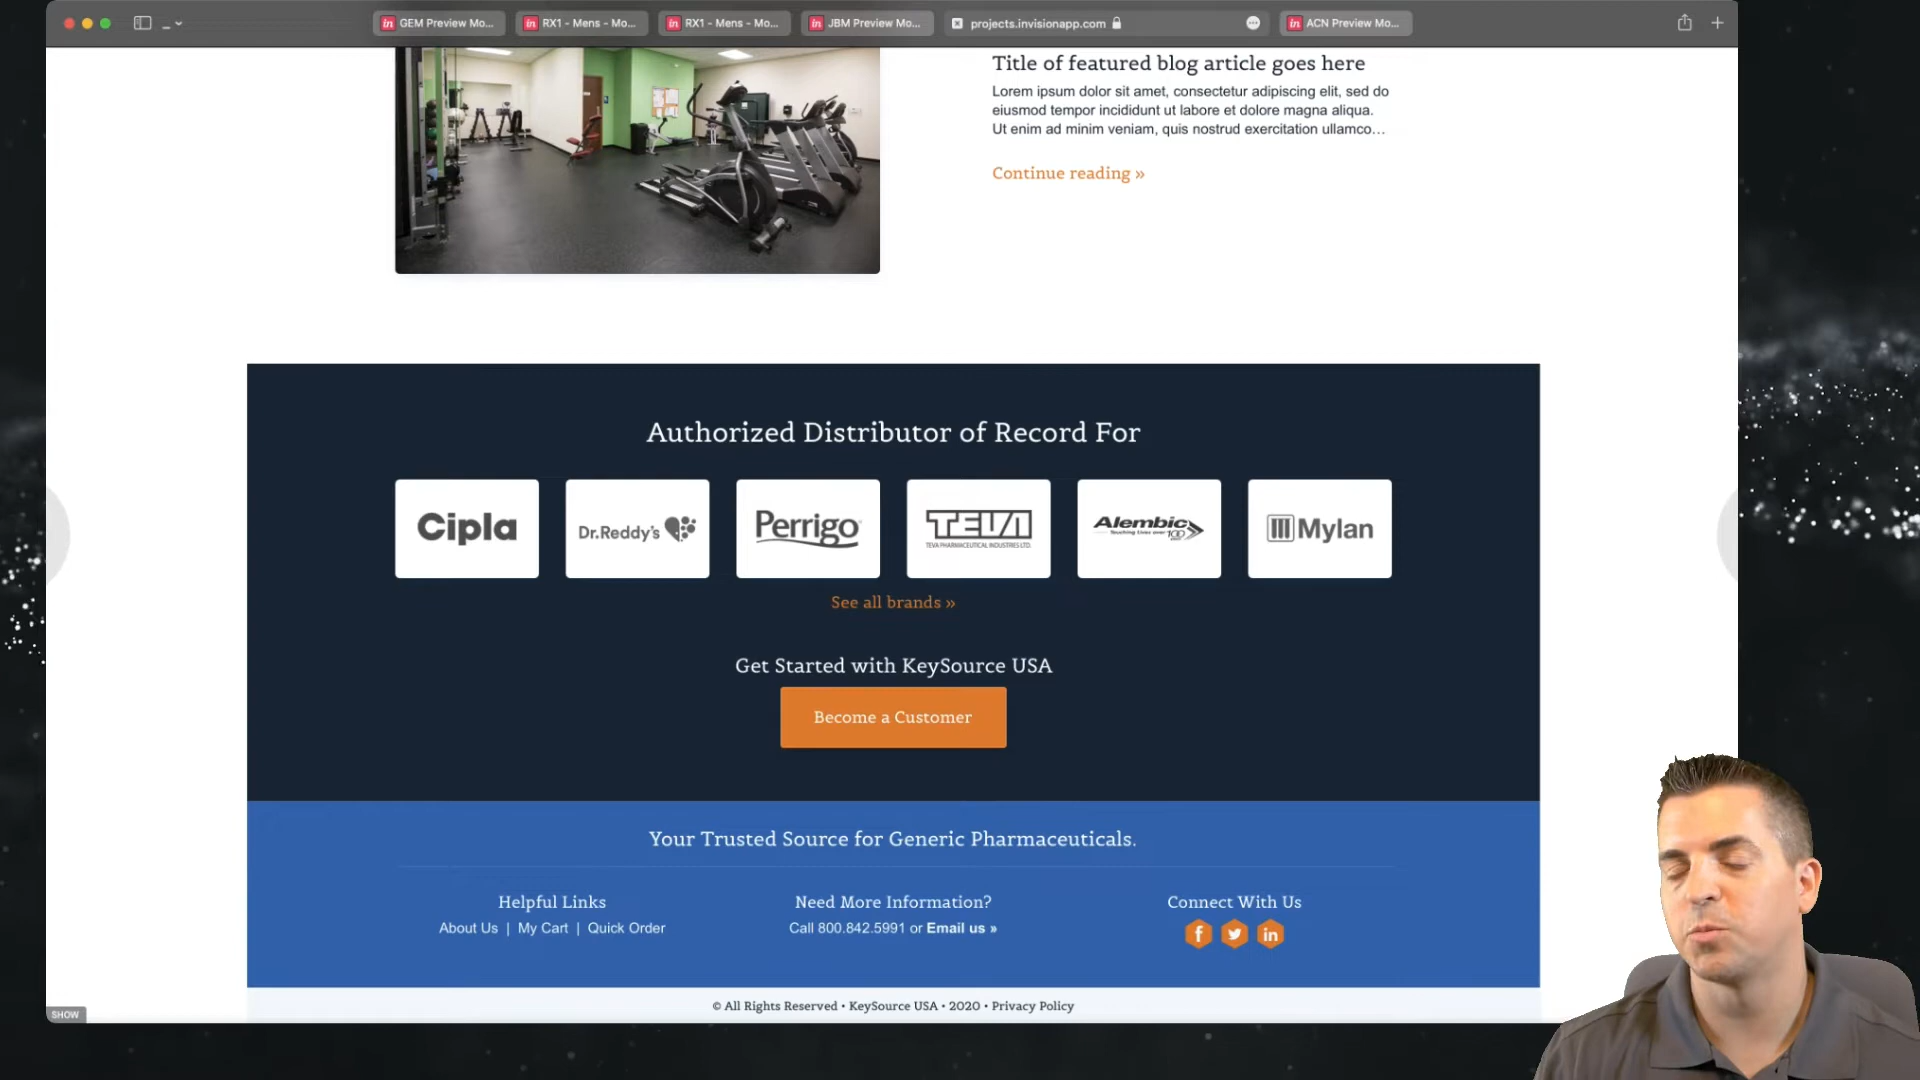 GEM Preview Mo...
RX1 - Mens - Mo...
RX1 - Mens - Mo...
JBM Preview Mo...
projects.invisionapp.com
ACN Preview Mo...
Title of featured blog article goes here
Lorem ipsum dolor sit amet, consectetur adipiscing elit, sed do
eiusmod tempor incididunt ut labore et dolore magna aliqua.
Ut enim ad minim veniam, quis nostrud exercitation ullamco…
Continue reading »
Authorized Distributor of Record For
Cipla
Dr.Reddy's
Perrigo
TEVA
TEVA PHARMACEUTICAL INDUSTRIES LTD.
Alembic
Touching Lives over 100
Mylan
See all brands »
Get Started with KeySource USA
Become a Customer
Your Trusted Source for Generic Pharmaceuticals.
Helpful Links
About Us | My Cart | Quick Order
Need More Information?
Call 800.842.5991 or Email us »
Connect With Us
f
in
SHOW
© All Rights Reserved • KeySource USA • 2020 • Privacy Policy